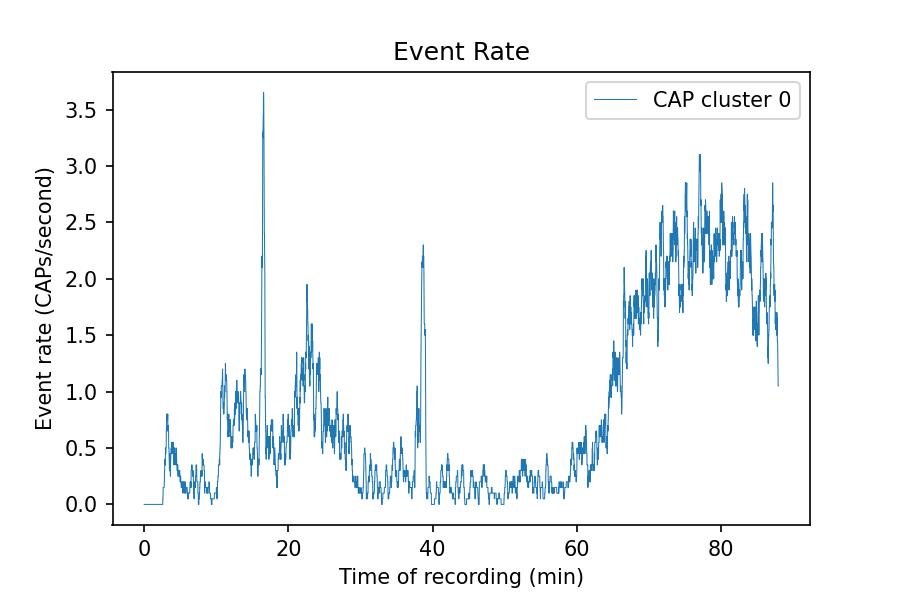 Event Rate
CAP cluster 0
Event rate (CAPs/second)
3.5
3.0
2.5
2.0
1.5
1.0
0.5
0.0
0 20 40 60 80
Time of recording (min)